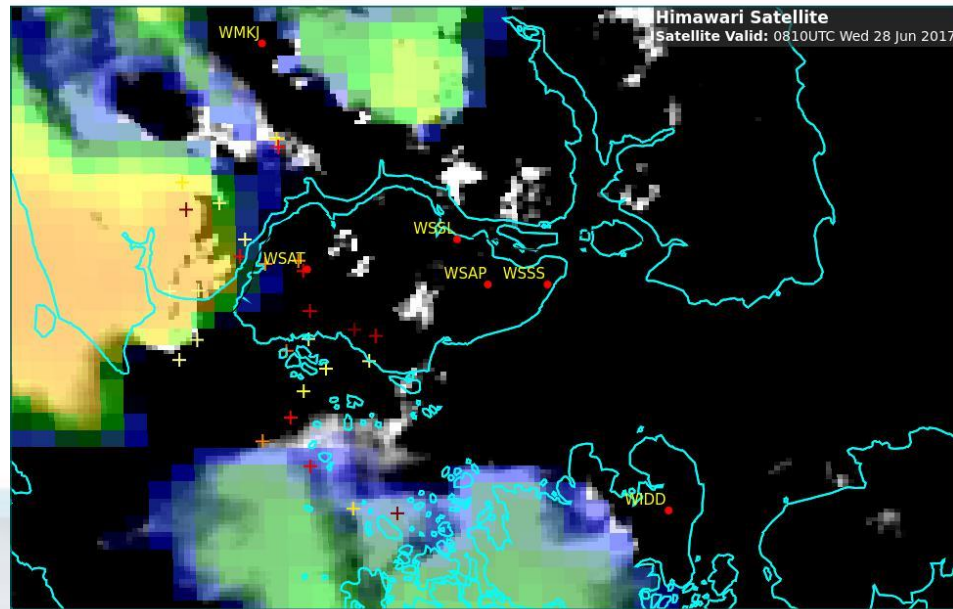 Himawari Satellite
Satellite Valid: 0810UTC Wed 28 Jun 2017
WMKJ
WSSL
WSAT
WSAP
WSSS
WIDD